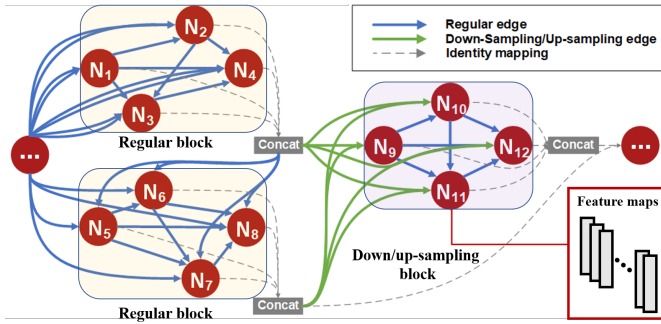 Regular edge
Down-Sampling/Up-sampling edge
Identity mapping
N2
N1
N4
N3
Regular block
Concat
...
N6
N5
N8
N7
Regular block
Concat
N10
N9
N12
N11
Down/up-sampling
block
Concat
...
Feature maps
...